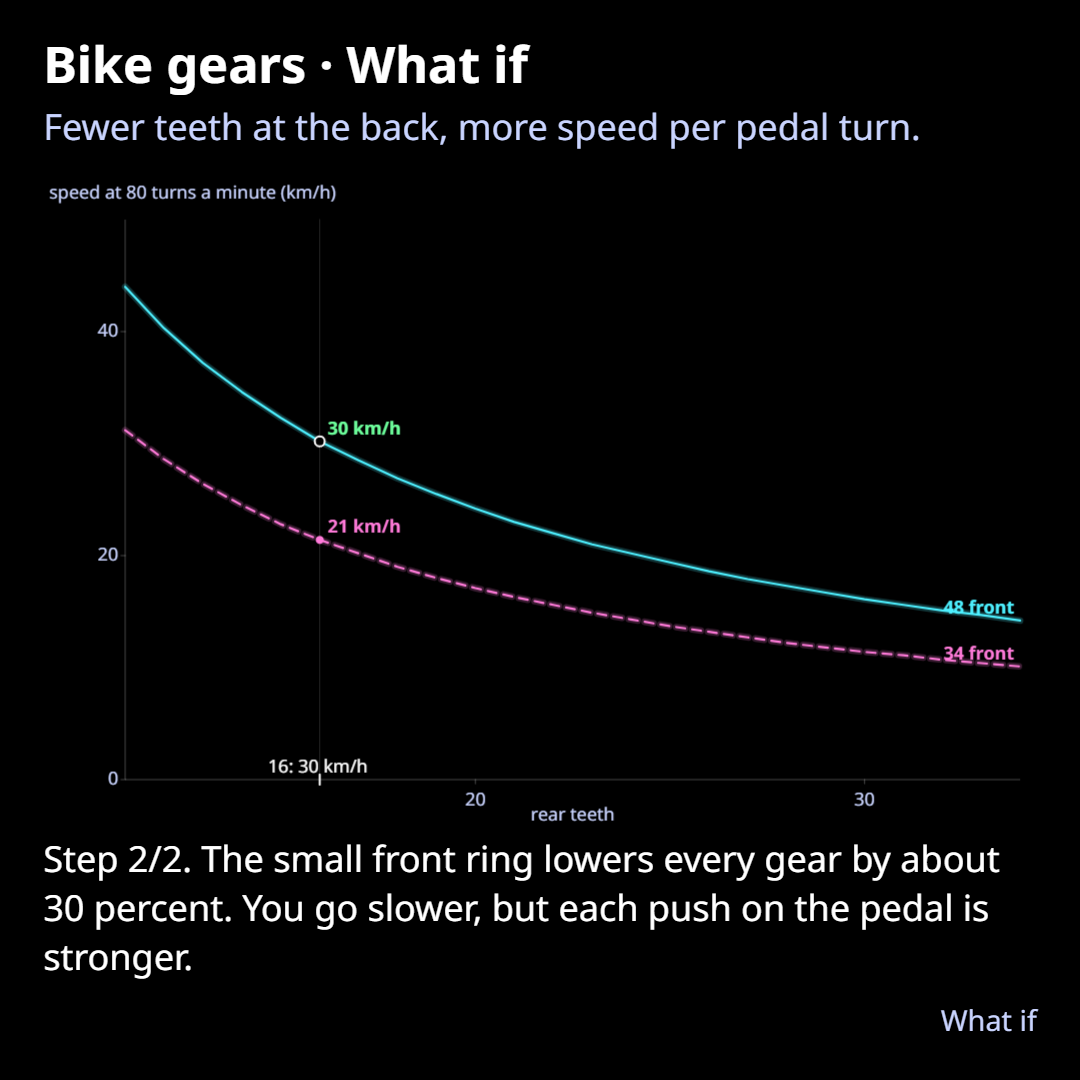 Bike gears · What if
Fewer teeth at the back, more speed per pedal turn.
speed at 80 turns a minute (km/h)
40
30 km/h
21 km/h
20
48 front
34 front
16: 30 km/h
0
20
30
rear teeth
Step 2/2. The small front ring lowers every gear by about
30 percent. You go slower, but each push on the pedal is
stronger.
What if